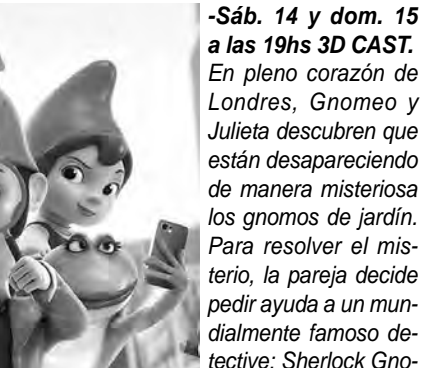 -Sáb. 14 y dom. 15
a las 19hs 3D CAST.
En pleno corazón de
Londres, Gnomeo y
Julieta descubren que
están desapareciendo
de manera misteriosa
los gnomos de jardín.
Para resolver el mis-
terio, la pareja decide
pedir ayuda a un mun-
dialmente famoso de-
tective: Sherlock Gno-